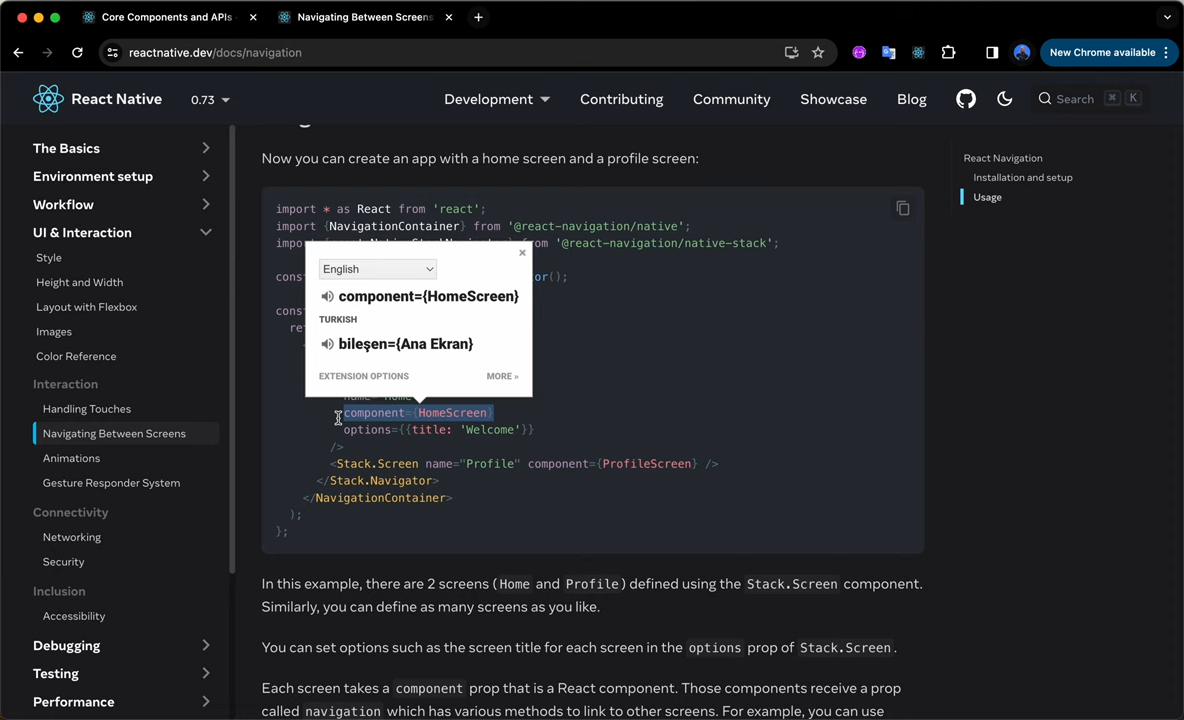 Core Components and APIs
Navigating Between Screens
reactnative.dev/docs/navigation
New Chrome available
React Native
0.73
Development
Contributing
Community
Showcase
Blog
Search
⌘
K
The Basics
Environment setup
Workflow
UI & Interaction
Style
Height and Width
Layout with Flexbox
Images
Color Reference
Interaction
Handling Touches
Navigating Between Screens
Animations
Gesture Responder System
Connectivity
Networking
Security
Inclusion
Accessibility
Debugging
Testing
Performance
Now you can create an app with a home screen and a profile screen:
import * as React from 'react';
import {NavigationContainer} from '@react-navigation/native';
from '@react-navigation/native-stack';
English
component={HomeScreen}
TURKISH
bileşen={Ana Ekran}
EXTENSION OPTIONS
MORE »
component={HomeScreen}
options={{title: 'Welcome'}}
/>
<Stack.Screen name="Profile" component={ProfileScreen} />
</Stack.Navigator>
</NavigationContainer>
);
};
In this example, there are 2 screens (Home and Profile) defined using the Stack.Screen component.
Similarly, you can define as many screens as you like.
You can set options such as the screen title for each screen in the options prop of Stack.Screen.
Each screen takes a component prop that is a React component. Those components receive a prop
called navigation which has various methods to link to other screens. For example, you can use
React Navigation
Installation and setup
Usage